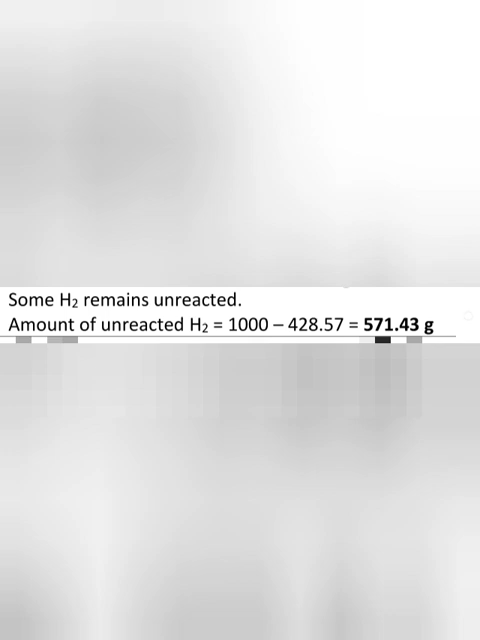 Some H₂ remains unreacted.
Amount of unreacted H₂ = 1000 – 428.57 = 571.43 g